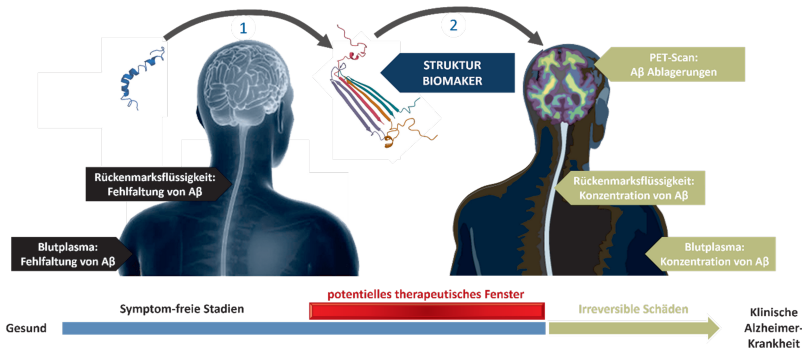 1
2
STRUKTUR
BIOMAKER
PET-Scan:
Aβ Ablagerungen
Rückenmarksflüssigkeit:
Fehlfaltung von Aβ
Rückenmarksflüssigkeit:
Konzentration von Aβ
Blutplasma:
Fehlfaltung von Aβ
Blutplasma:
Konzentration von Aβ
potentielles therapeutisches Fenster
Symptom-freie Stadien
Irreversible Schäden
Gesund
Klinische
Alzheimer-
Krankheit